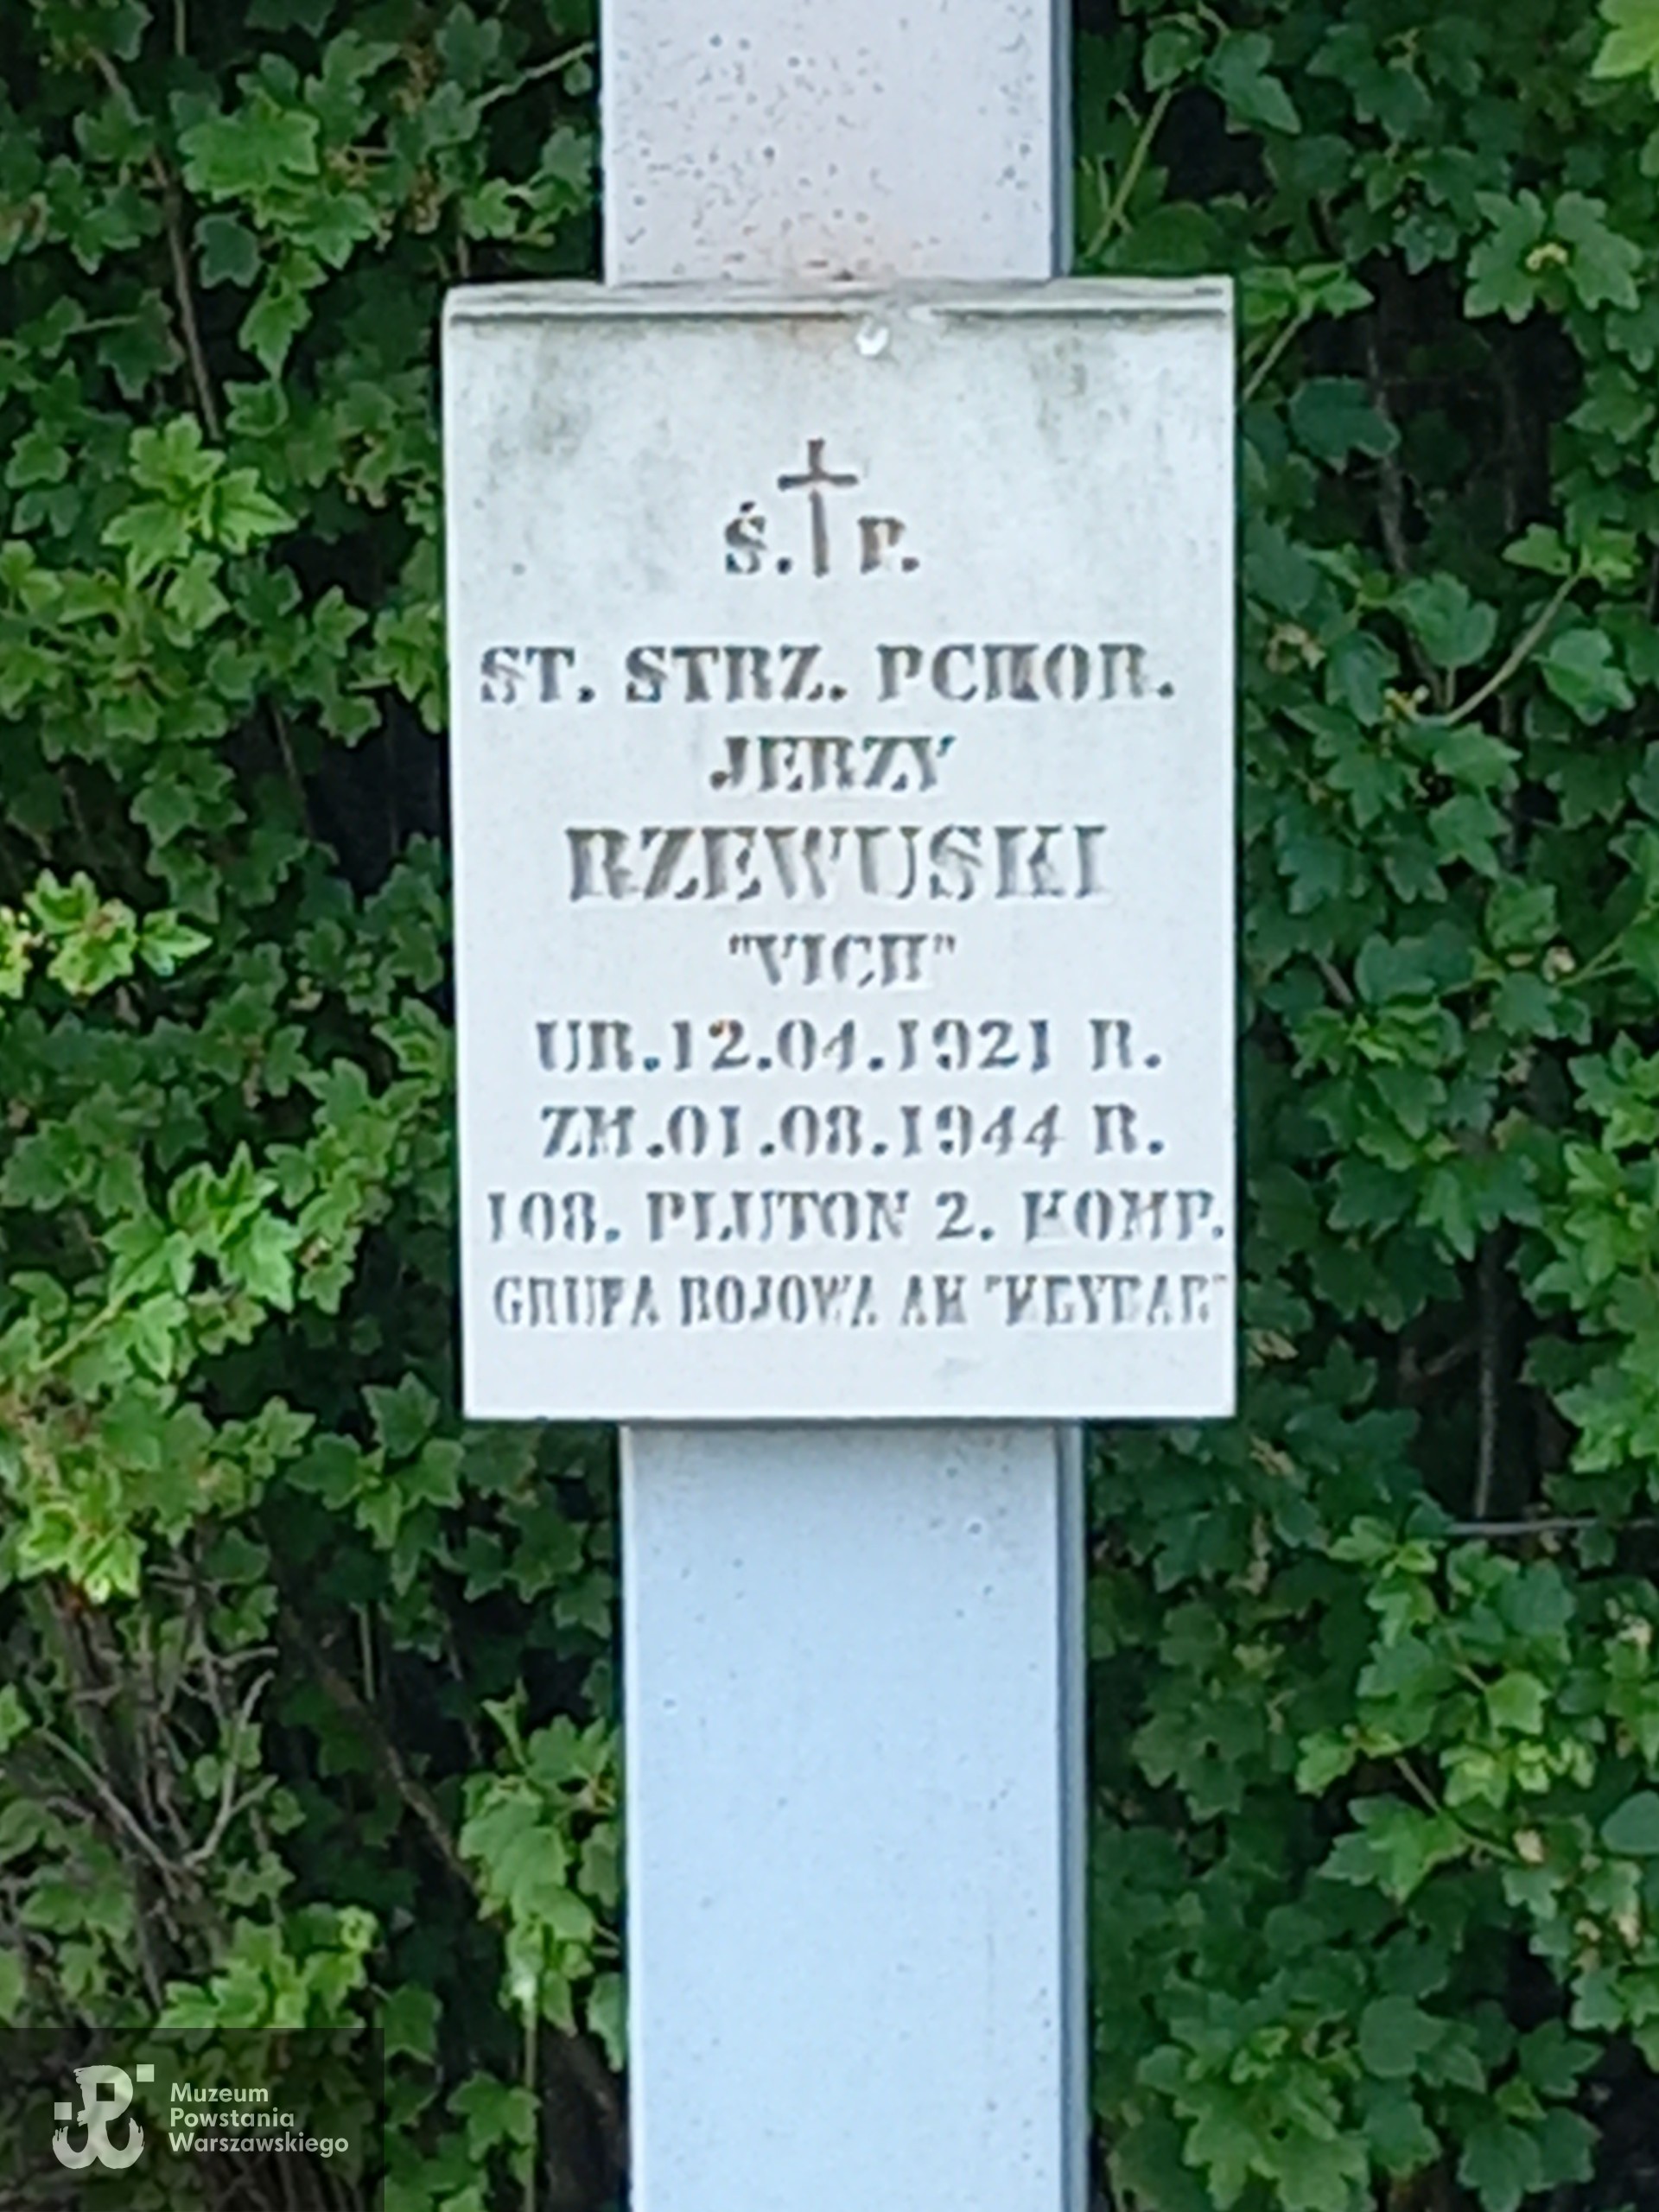 Ś. P.
ST. STRZ. PCHOR.
JERZY
RZEWUSKI
"VICH"
UR.12.04.1921 R.
ZM.01.08.1944 R.
108. PLUTON 2. KOMP.
GRUPA BOJOWA AK "KRYBAR"
Muzeum
Powstania
Warszawskiego